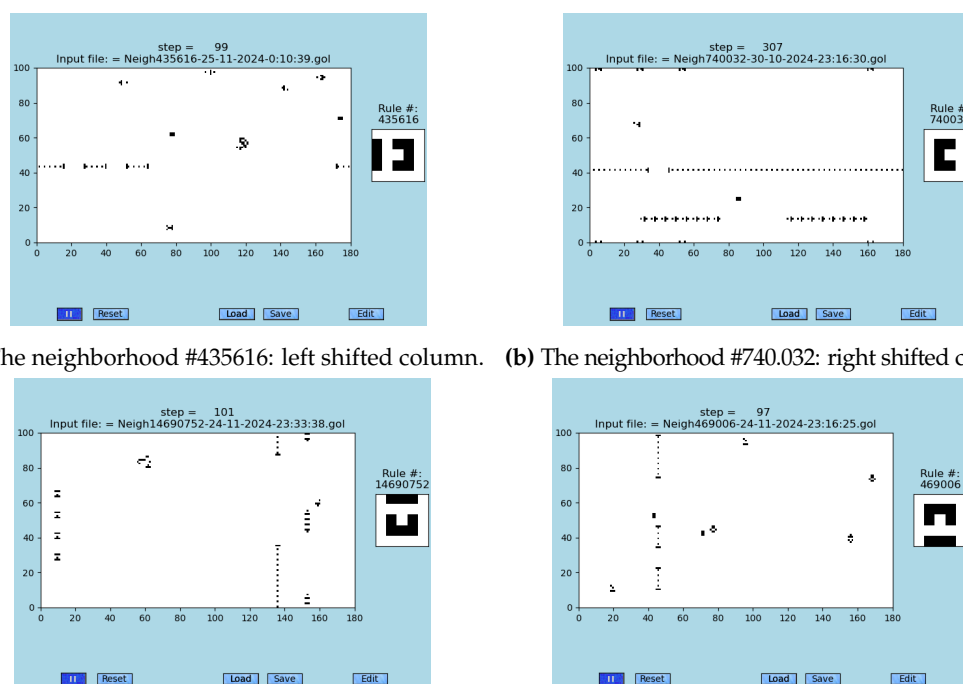 step = 99
Input file: = Neigh435616-25-11-2024-0:10:39.gol
100
80
60
40
20
0
0 20 40 60 80 100 120 140 160 180
Rule #:
435616
Reset Load Save Edit
step = 307
Input file: = Neigh740032-30-10-2024-23:16:30.gol
100
80
60
40
20
0
0 20 40 60 80 100 120 140 160 180
Rule #
74003
Reset Load Save Edit
he neighborhood #435616: left shifted column.
(b) The neighborhood #740.032: right shifted c
step = 101
Input file: = Neigh14690752-24-11-2024-23:33:38.gol
100
80
60
40
20
0
0 20 40 60 80 100 120 140 160 180
Rule #:
14690752
Reset Load Save Edit
step = 97
Input file: = Neigh469006-24-11-2024-23:16:25.gol
100
80
60
40
20
0
0 20 40 60 80 100 120 140 160 180
Rule #:
469006
Reset Load Save Edit